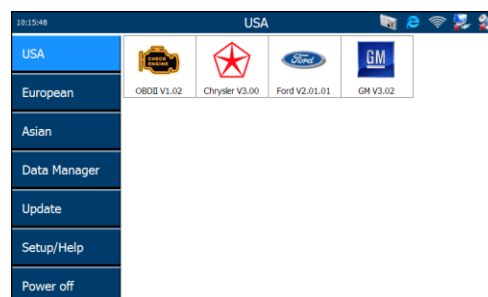 10:15:48
USA
USA
CHECK
ENGINE
Ford
GM
OBDII V1.02
Chrysler V3.00
Ford V2.01.01
GM V3.02
European
Asian
Data Manager
Update
Setup/Help
Power off